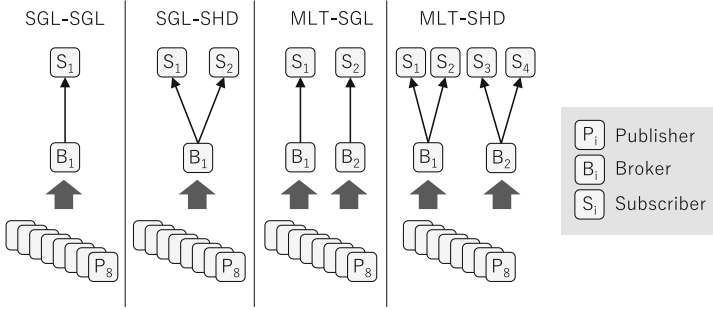 SGL-SGL SGL-SHD MLT-SGL MLT-SHD
S1 S1 S2 S1 S2 S1 S2 S3 S4
B1 B1 B1 B2 B1 B2
P8 P8 P8 P8
Pi Publisher
Bi Broker
Si Subscriber